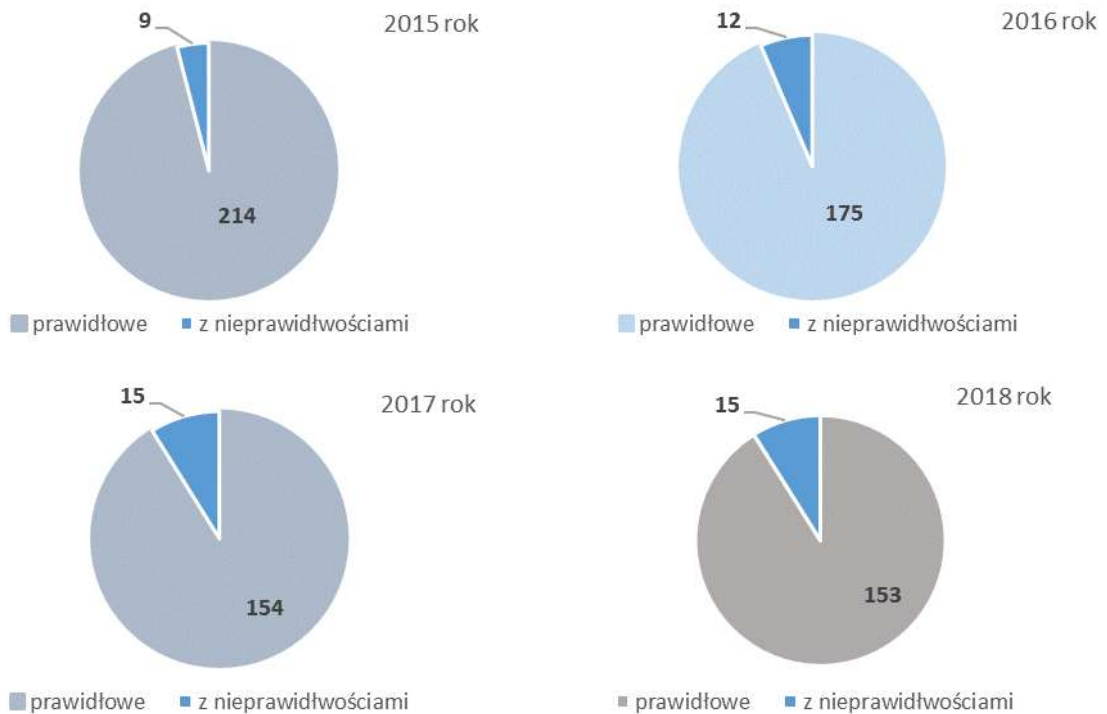 9
2015 rok
214
prawidłowe z nieprawidłwościami
12
2016 rok
175
prawidłowe z nieprawidłwościami
15
2017 rok
154
prawidłowe z nieprawidłwościami
15
2018 rok
153
prawidłowe z nieprawidłwościami